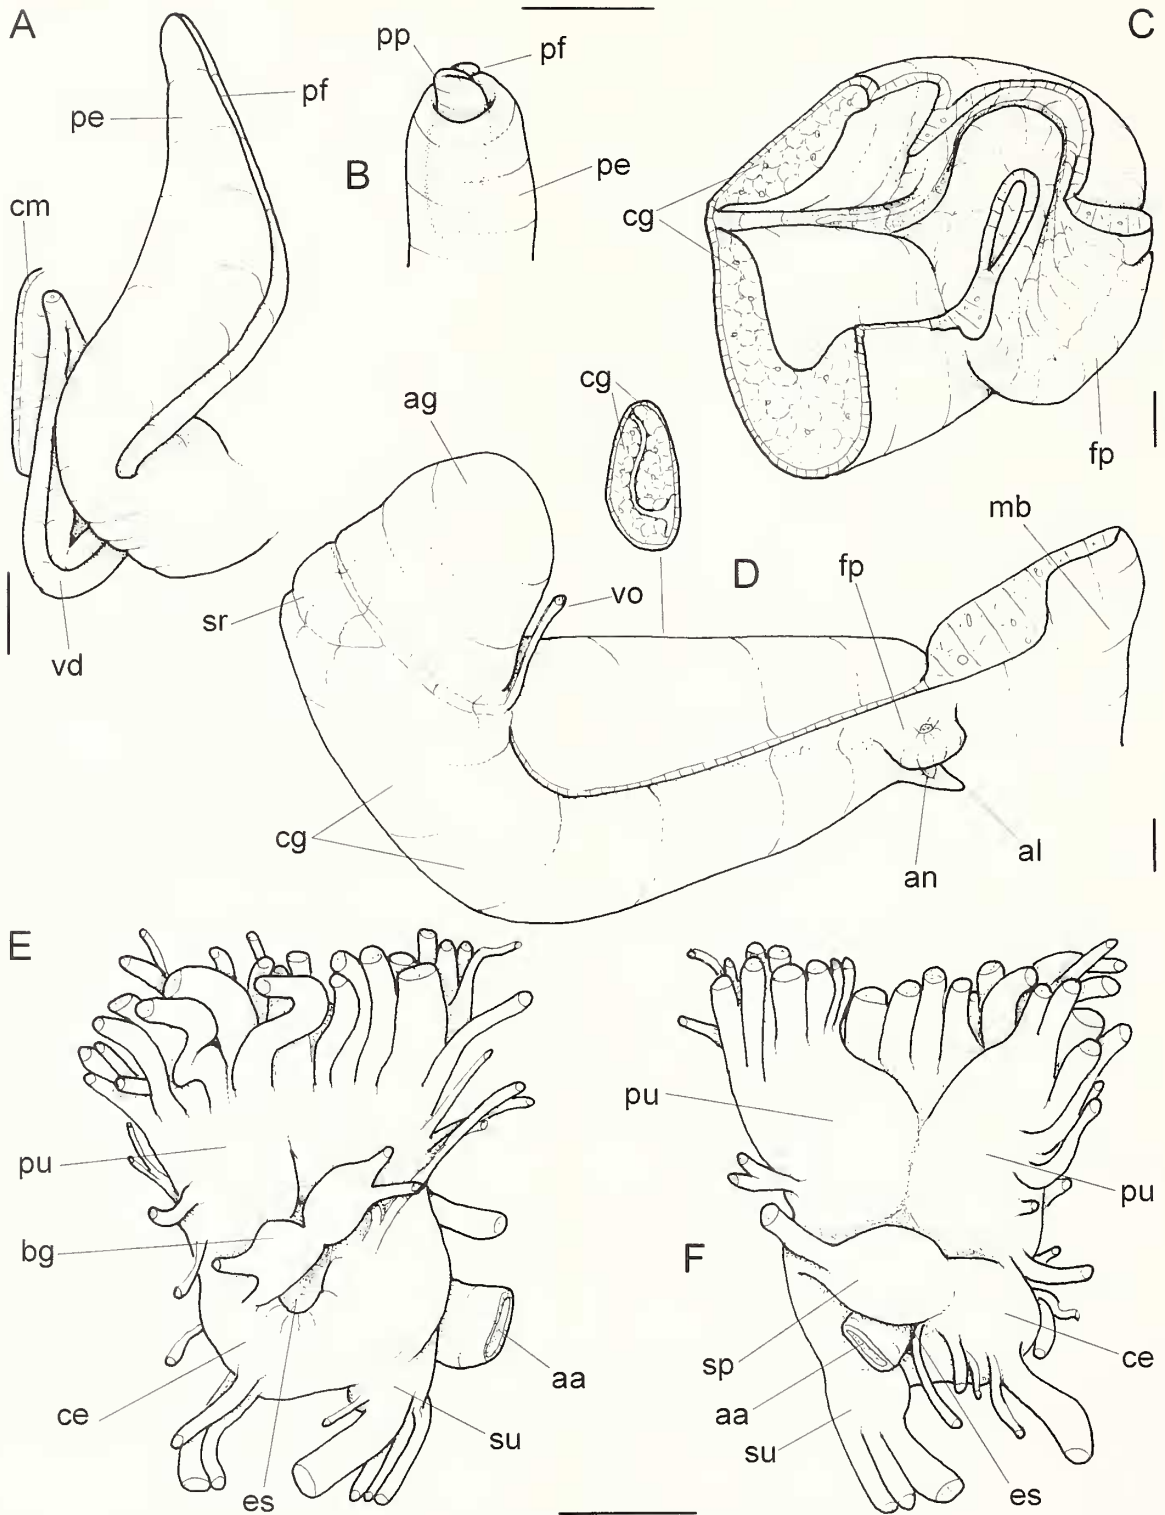 A
pp
pf
C
pf
pe
B
pe
cm
cg
cg
ag
fp
mb
D
fp
vo
sr
vd
cg
al
an
E
pu
pu
pu
bg
F
aa
sp
ce
aa
ce
su
su
es
es